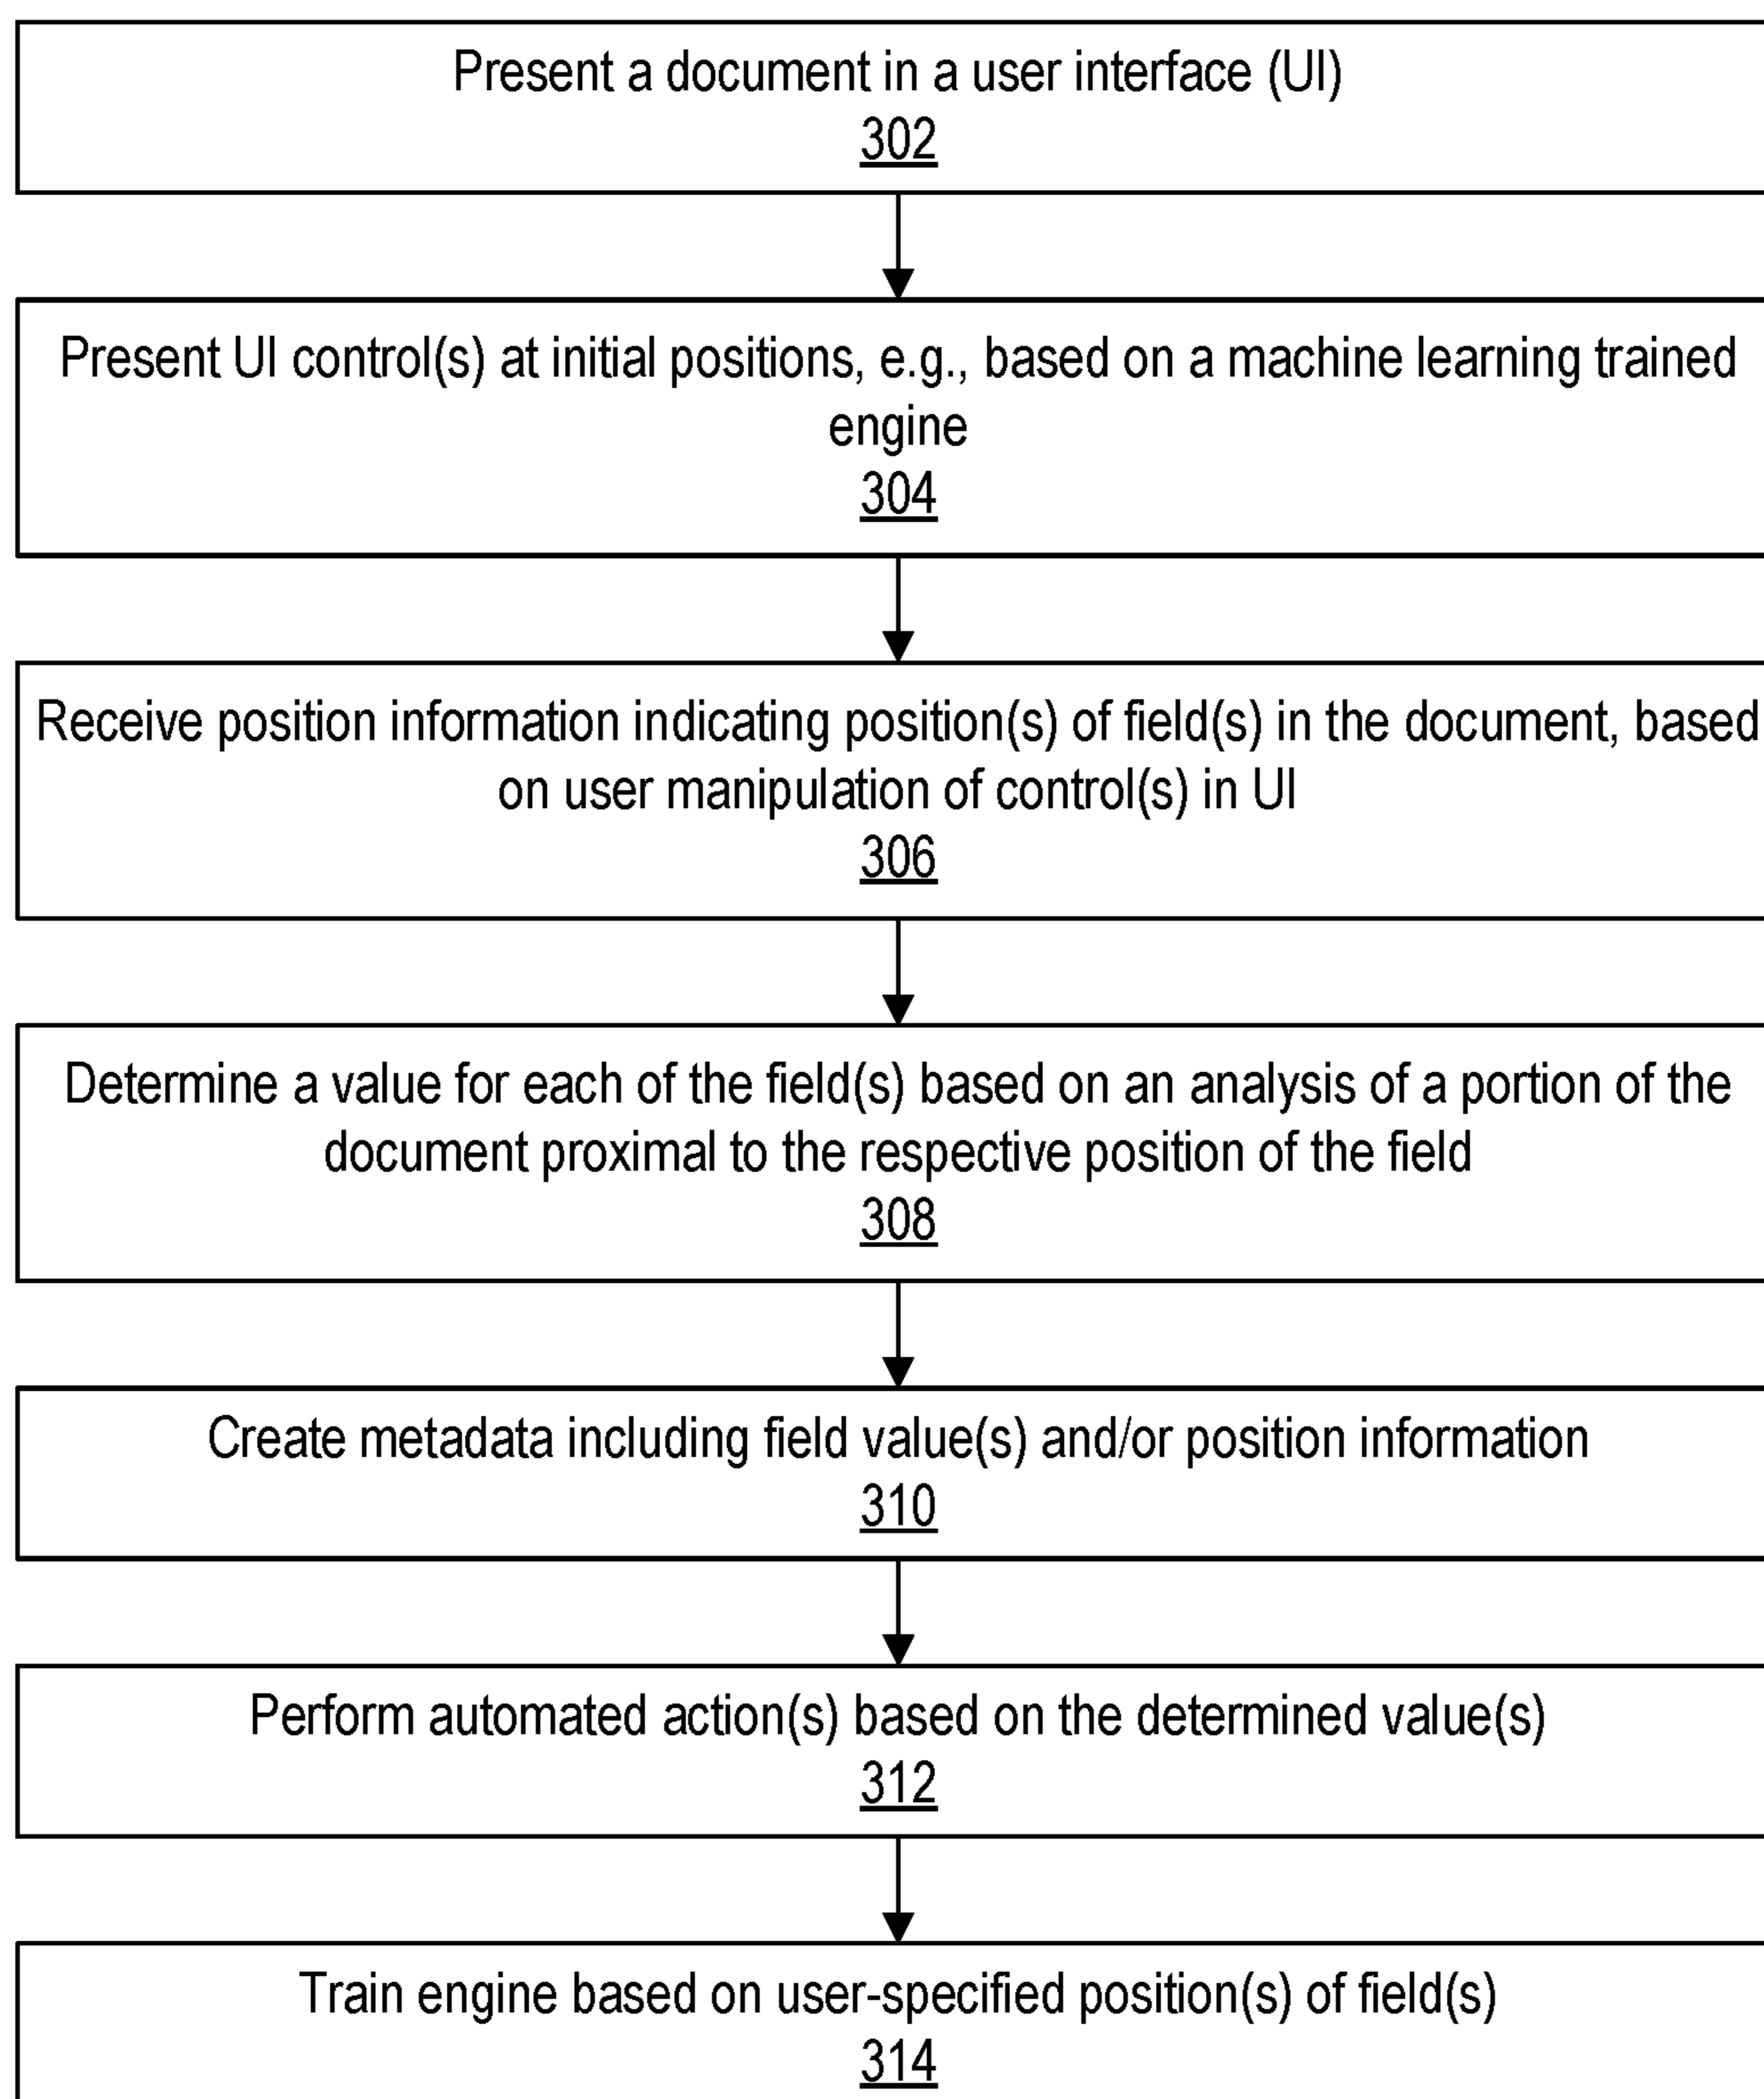 Present a document in a user interface (UI)
302
Present UI control(s) at initial positions, e.g., based on a machine learning trained
engine
304
Receive position information indicating position(s) of field(s) in the document, based
on user manipulation of control(s) in UI
306
Determine a value for each of the field(s) based on an analysis of a portion of the
document proximal to the respective position of the field
308
Create metadata including field value(s) and/or position information
310
Perform automated action(s) based on the determined value(s)
312
Train engine based on user-specified position(s) of field(s)
314